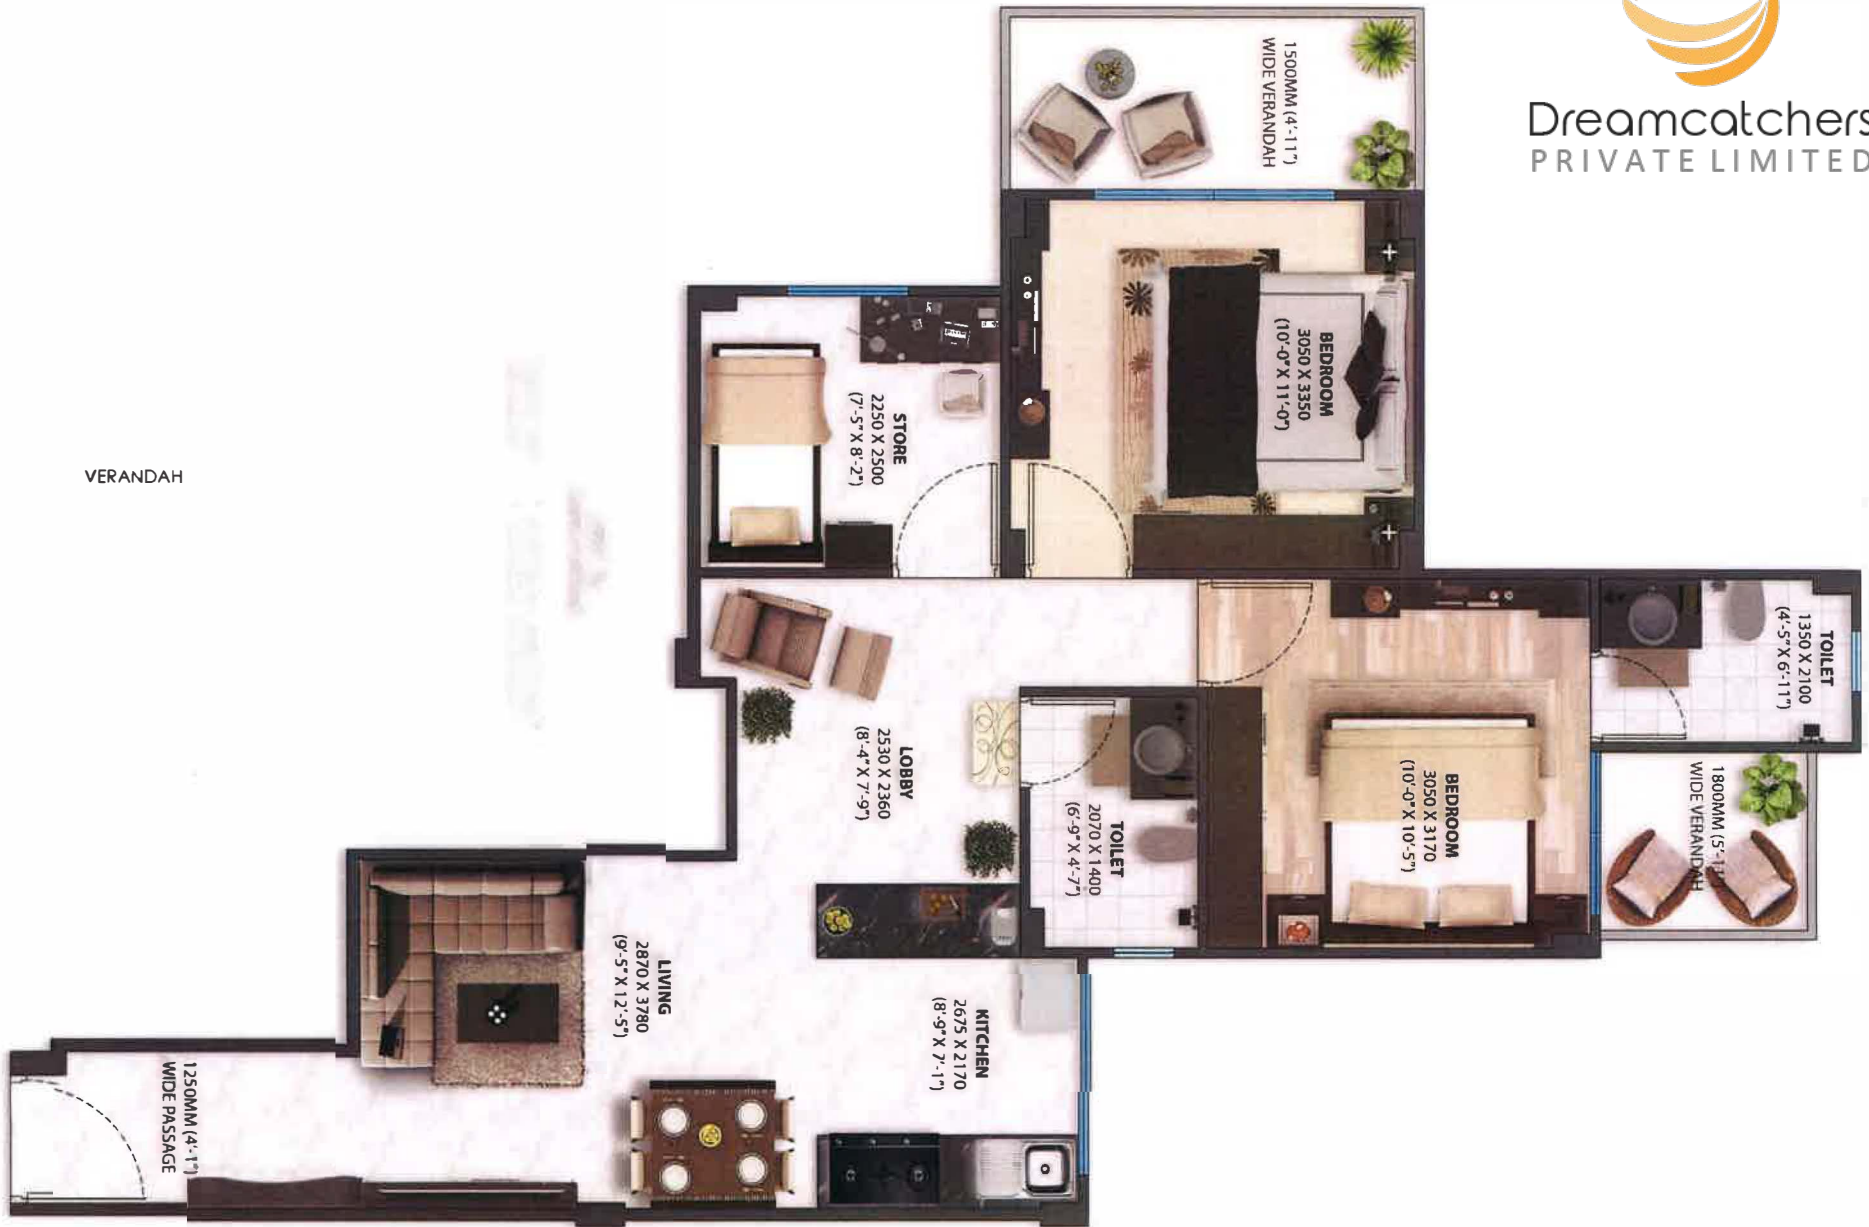 Dreamcatchers
PRIVATE LIMITED
1500MM (4'-11")
WIDE VERANDAH
BEDROOM
3050 X 3350
(10'-0" X 11'-0")
STORE
2250 X 2500
(7'-5" X 8'-2")
VERANDAH
TOILET
1350 X 2100
(4'-5" X 6'-11")
1800MM (5'-11")
WIDE VERANDAH
BEDROOM
3050 X 3170
(10'-0" X 10'-5")
LOBBY
2530 X 2360
(8'-4" X 7'-9")
TOILET
2070 X 1400
(6'-9" X 4'-7")
LIVING
2870 X 3780
(9'-5" X 12'-5")
KITCHEN
2675 X 2170
(8'-9" X 7'-1")
1250MM (4'-1")
WIDE PASSAGE